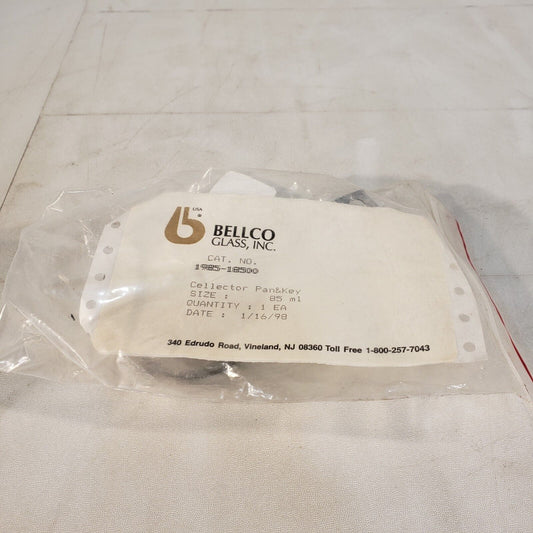 USA
®
BELLCO
GLASS, INC.
CAT. NO.
1985-18500
Cellector Pan&Key
SIZE : 85 ml
QUANTITY : 1 EA
DATE : 1/16/98
340 Edrudo Road, Vineland, NJ 08360 Toll Free 1-800-257-7043